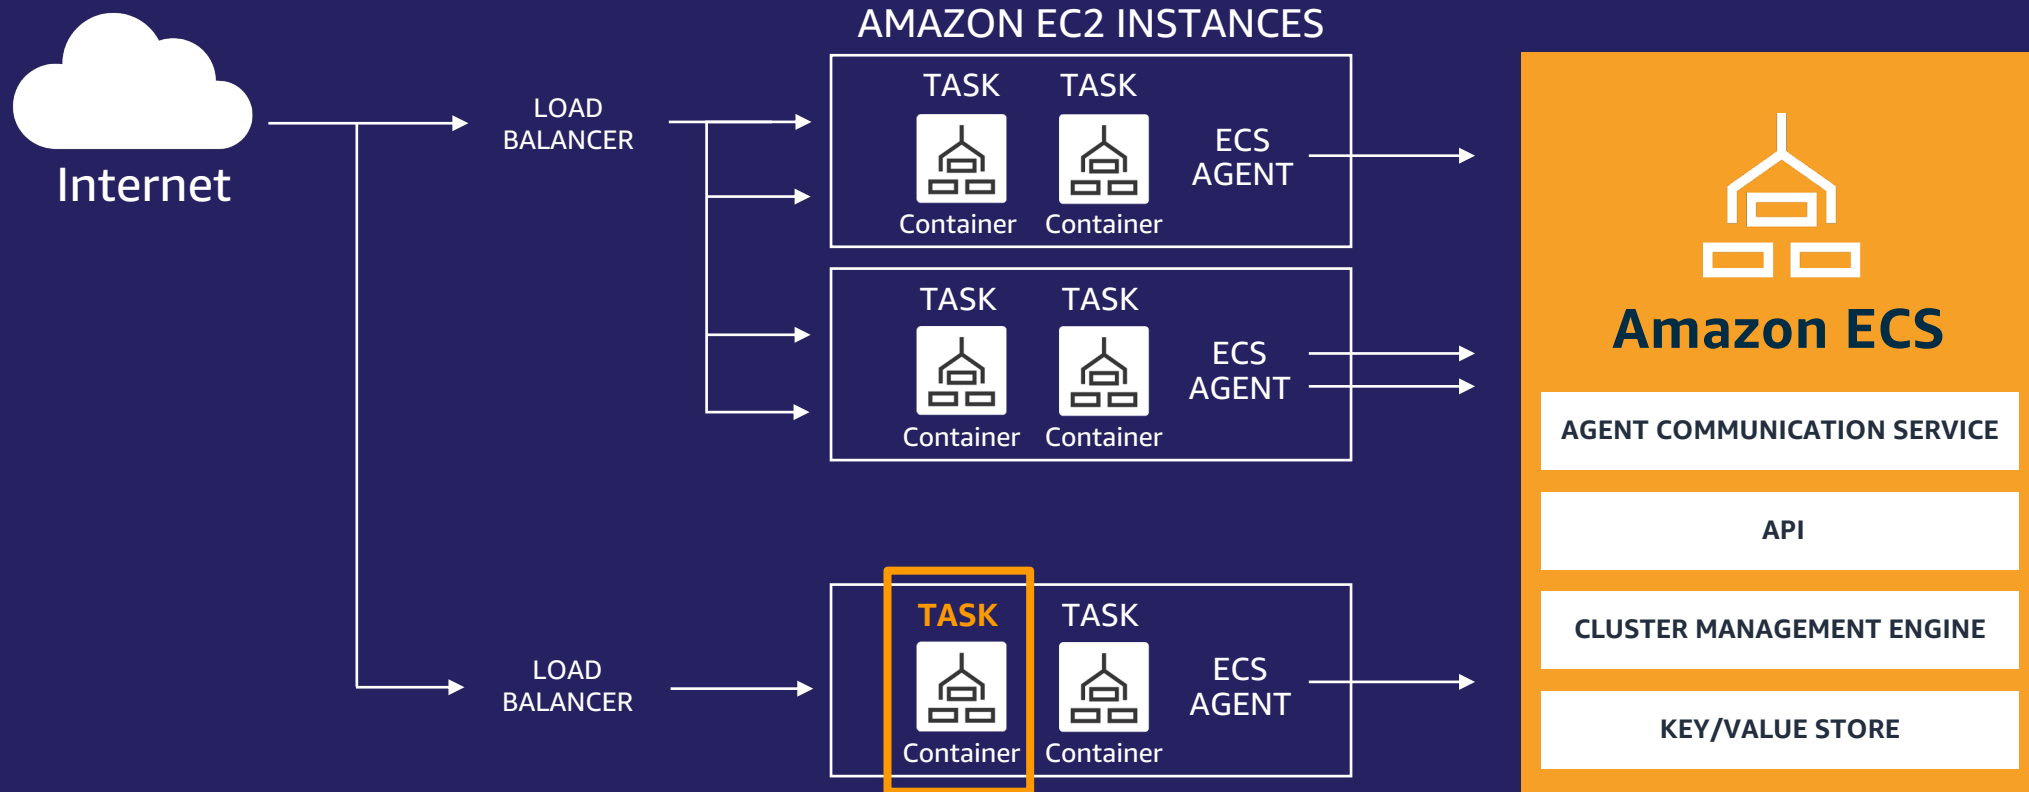 AMAZON EC2 INSTANCES
Internet
LOAD
BALANCER
TASK TASK
Container Container
ECS
AGENT
TASK TASK
Container Container
ECS
AGENT
LOAD
BALANCER
TASK TASK
Container Container
ECS
AGENT
Amazon ECS
AGENT COMMUNICATION SERVICE
API
CLUSTER MANAGEMENT ENGINE
KEY/VALUE STORE